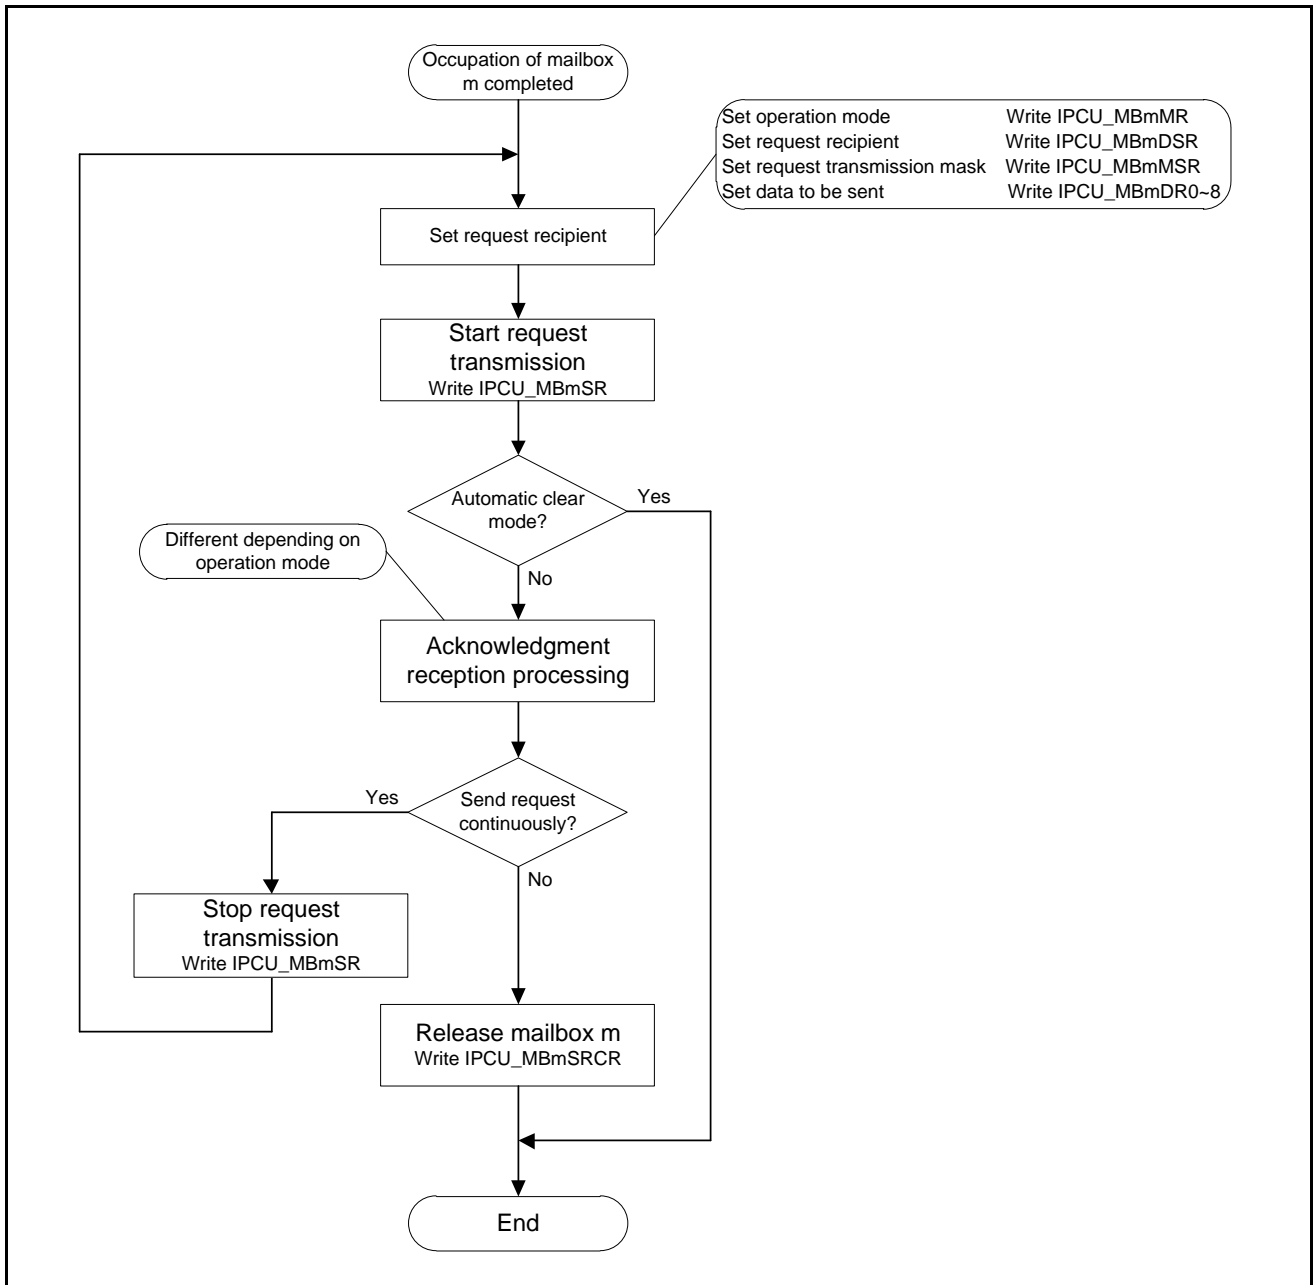 Occupation of mailbox
m completed
Set operation mode Write IPCU_MBmMR
Set request recipient Write IPCU_MBmDSR
Set request transmission mask Write IPCU_MBmMSR
Set data to be sent Write IPCU_MBmDR0~8
Set request recipient
Start request
transmission
Write IPCU_MBmSR
Automatic clear
mode?
Yes
Different depending on
operation mode
No
Acknowledgment
reception processing
Yes
Send request
continuously?
No
Stop request
transmission
Write IPCU_MBmSR
Release mailbox m
Write IPCU_MBmSRCR
End